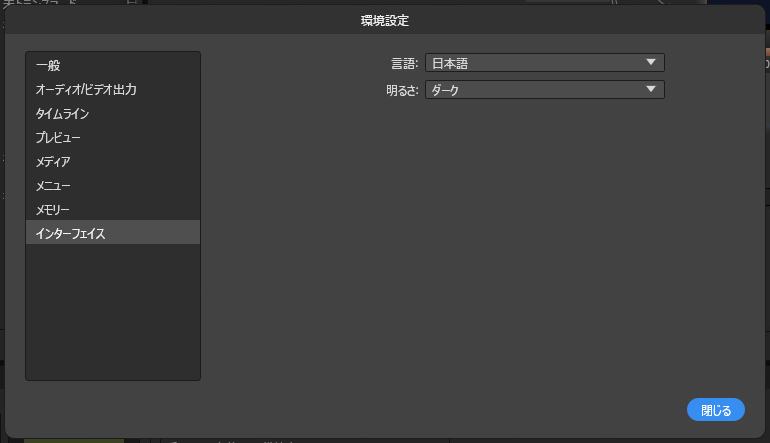 環境設定
一般
オーディオ/ビデオ出力
タイムライン
プレビュー
メディア
メニュー
メモリー
インターフェイス
言語: 日本語
明るさ: ダーク
閉じる